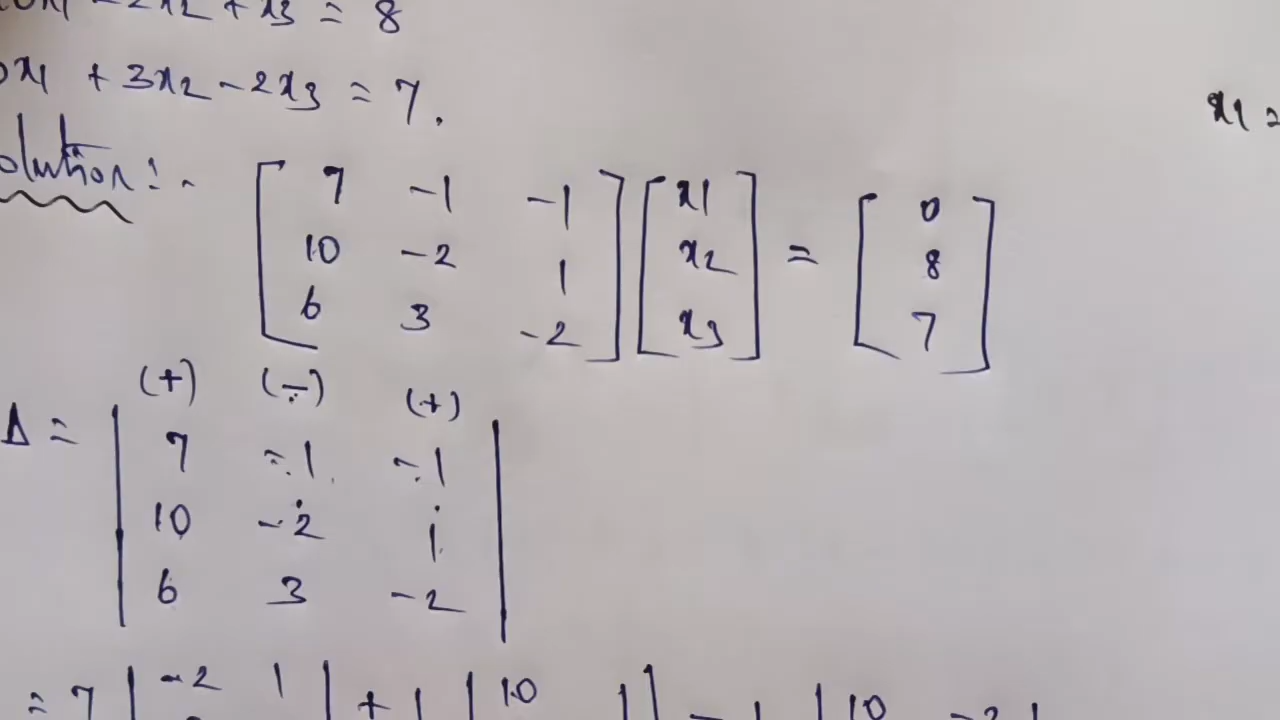 x1 - 2x2 + x3 = 8
x1 + 3x2 - 2x3 = 7.
x1 =
olution:-
[ 7 -1 -1 ] [ x1 ] = [ 0 ]
[ 10 -2 1 ] [ x2 ] [ 8 ]
[ 6 3 -2 ] [ x3 ] [ 7 ]
(+) (-) (+)
Δ = | 7 -1 -1 |
| 10 -2 1 |
| 6 3 -2 |
= 7 | -2 1 | + 1 | 10 1 | - 1 | 10 -2 |